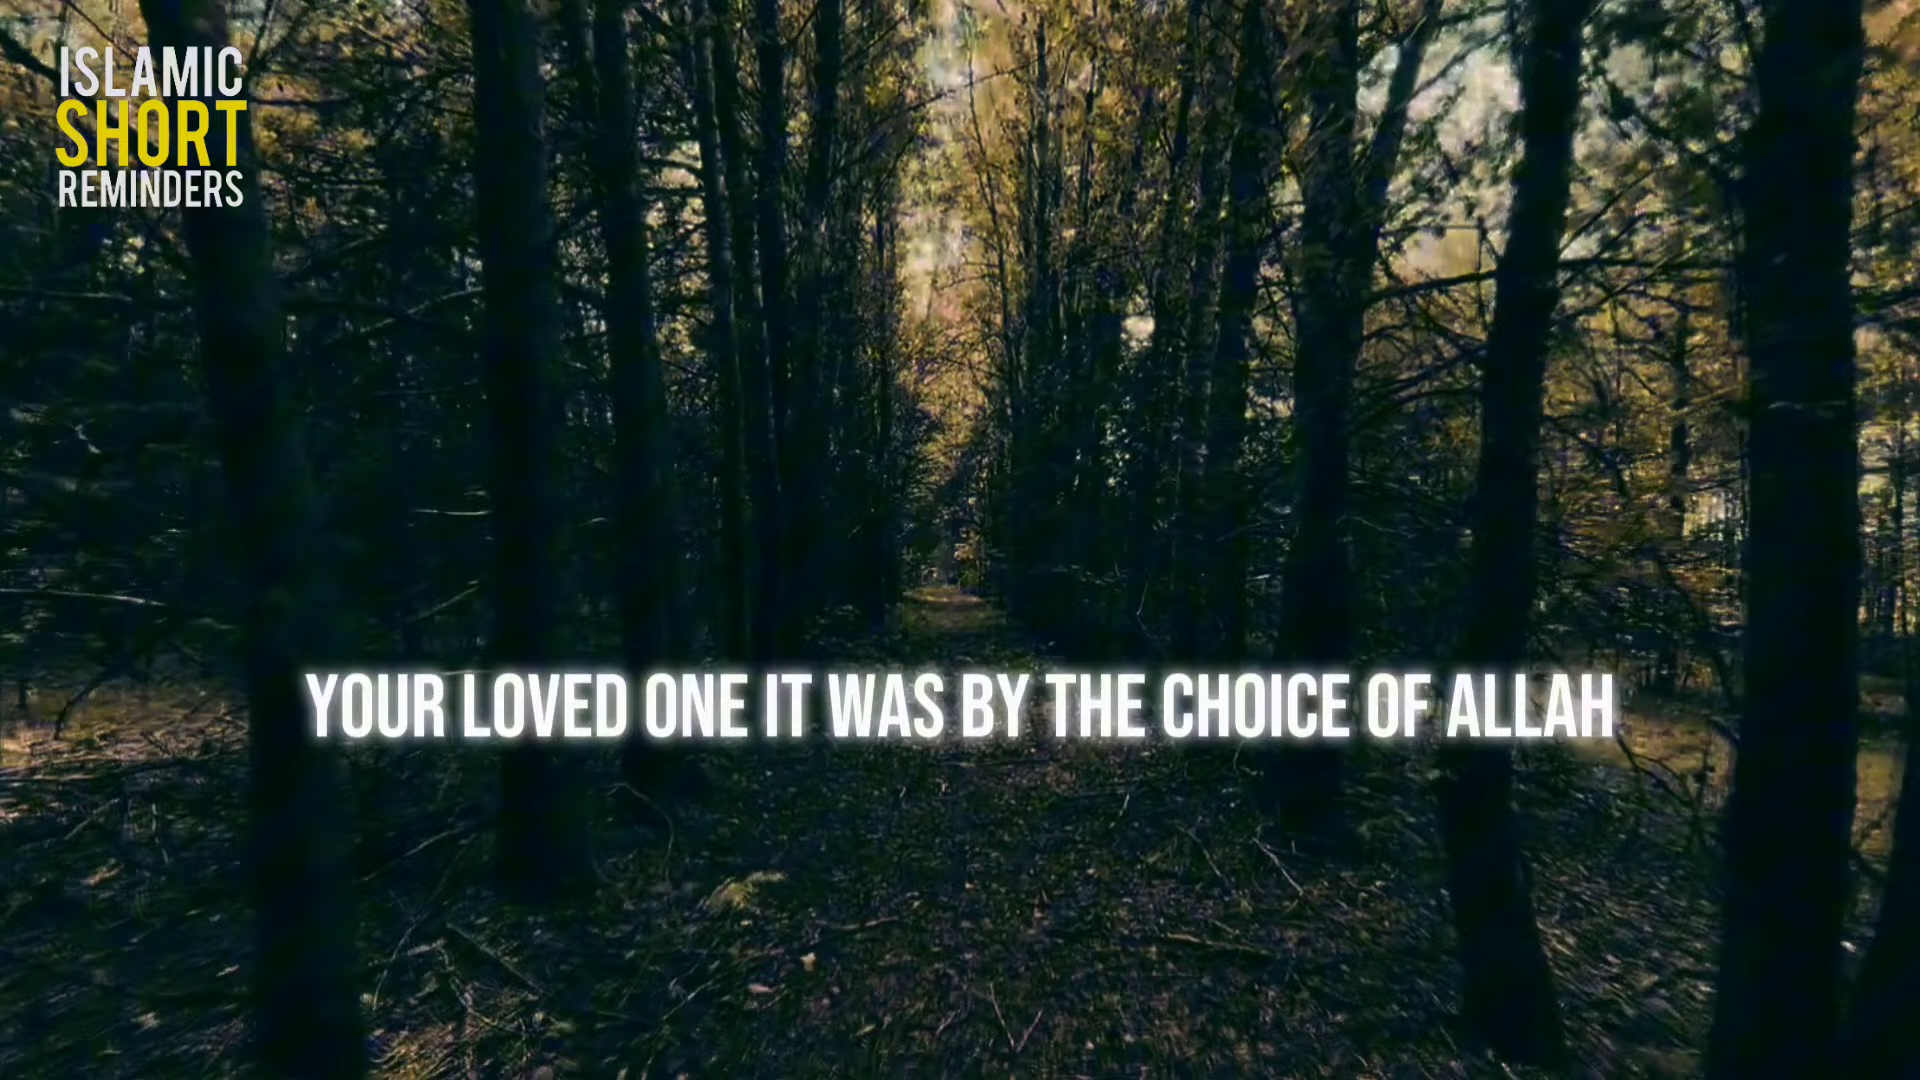 ISLAMIC
SHORT
REMINDERS
YOUR LOVED ONE IT WAS BY THE CHOICE OF ALLAH